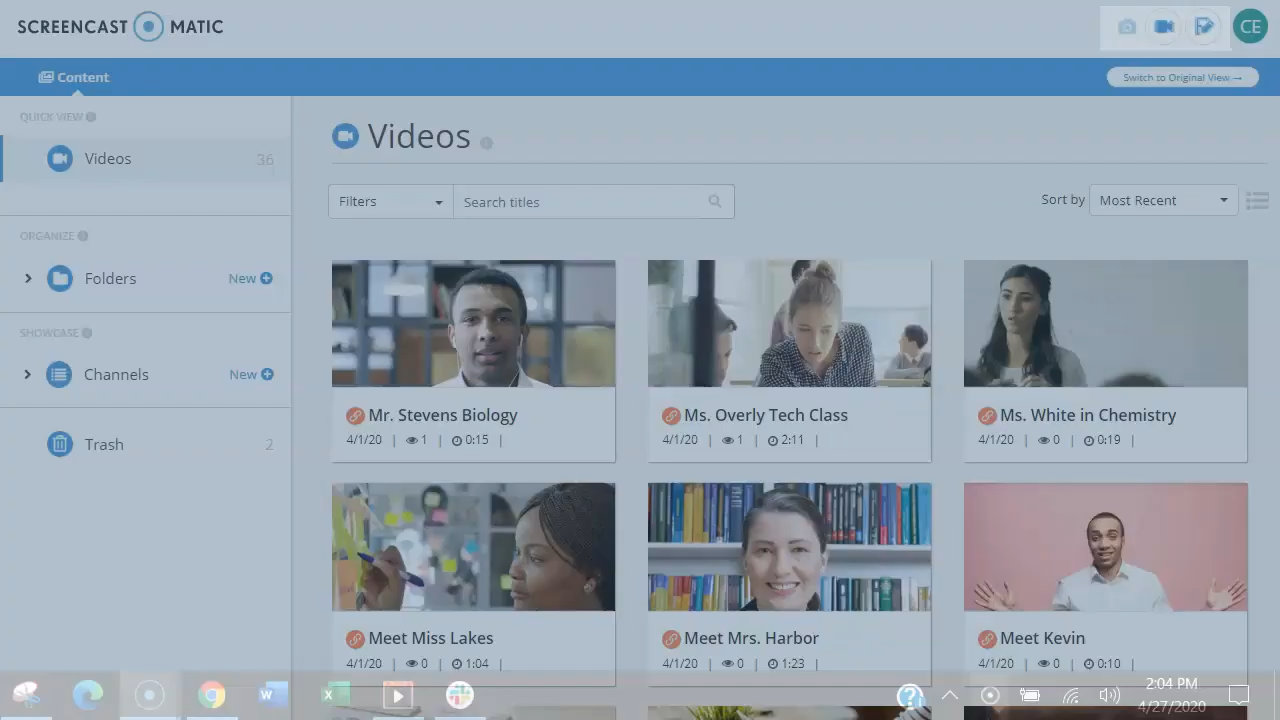 SCREENCAST MATIC
CE
Content
Switch to Original View →
QUICK VIEW
Videos 36
ORGANIZE
Folders New
SHOWCASE
Channels New
Trash 2
Videos
Filters
Search titles
Sort by Most Recent
Mr. Stevens Biology
4/1/20 | 1 | 0:15 |
Ms. Overly Tech Class
4/1/20 | 1 | 2:11 |
Ms. White in Chemistry
4/1/20 | 0 | 0:19 |
Meet Miss Lakes
4/1/20 | 0 | 1:04 |
Meet Mrs. Harbor
4/1/20 | 0 | 1:23 |
Meet Kevin
4/1/20 | 0 | 0:10 |
2:04 PM
4/27/2020